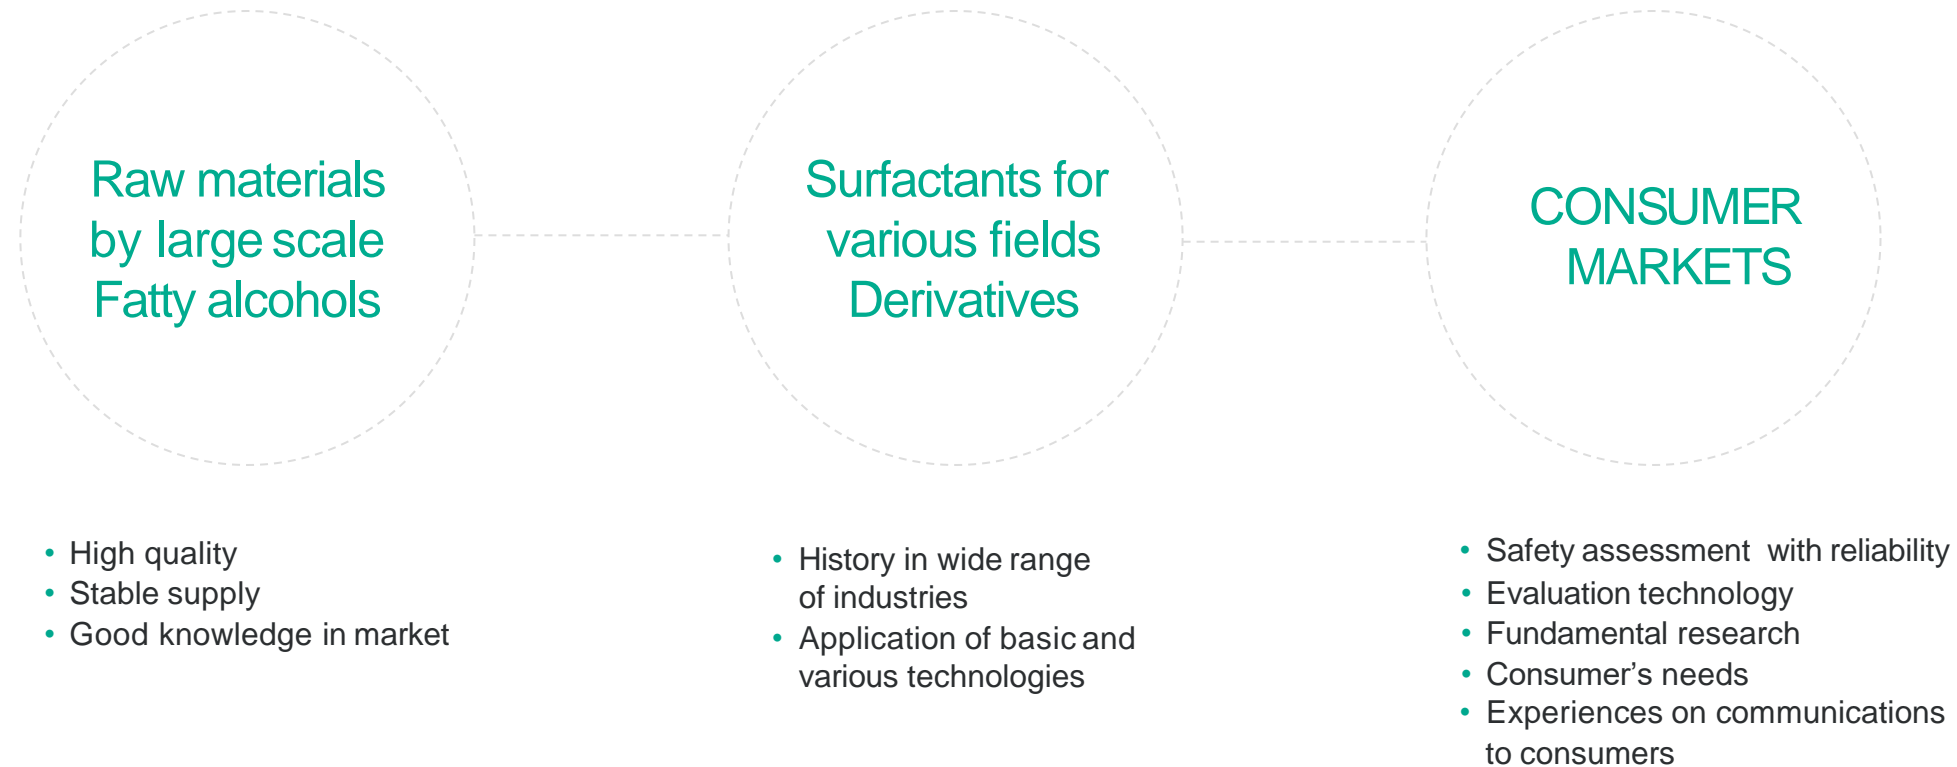 Raw materials
by large scale
Fatty alcohols
• High quality
• Stable supply
• Good knowledge in market
Surfactants for
various fields
Derivatives
• History in wide range
of industries
• Application of basic and
various technologies
CONSUMER
MARKETS
• Safety assessment with reliability
• Evaluation technology
• Fundamental research
• Consumer’s needs
• Experiences on communications
to consumers